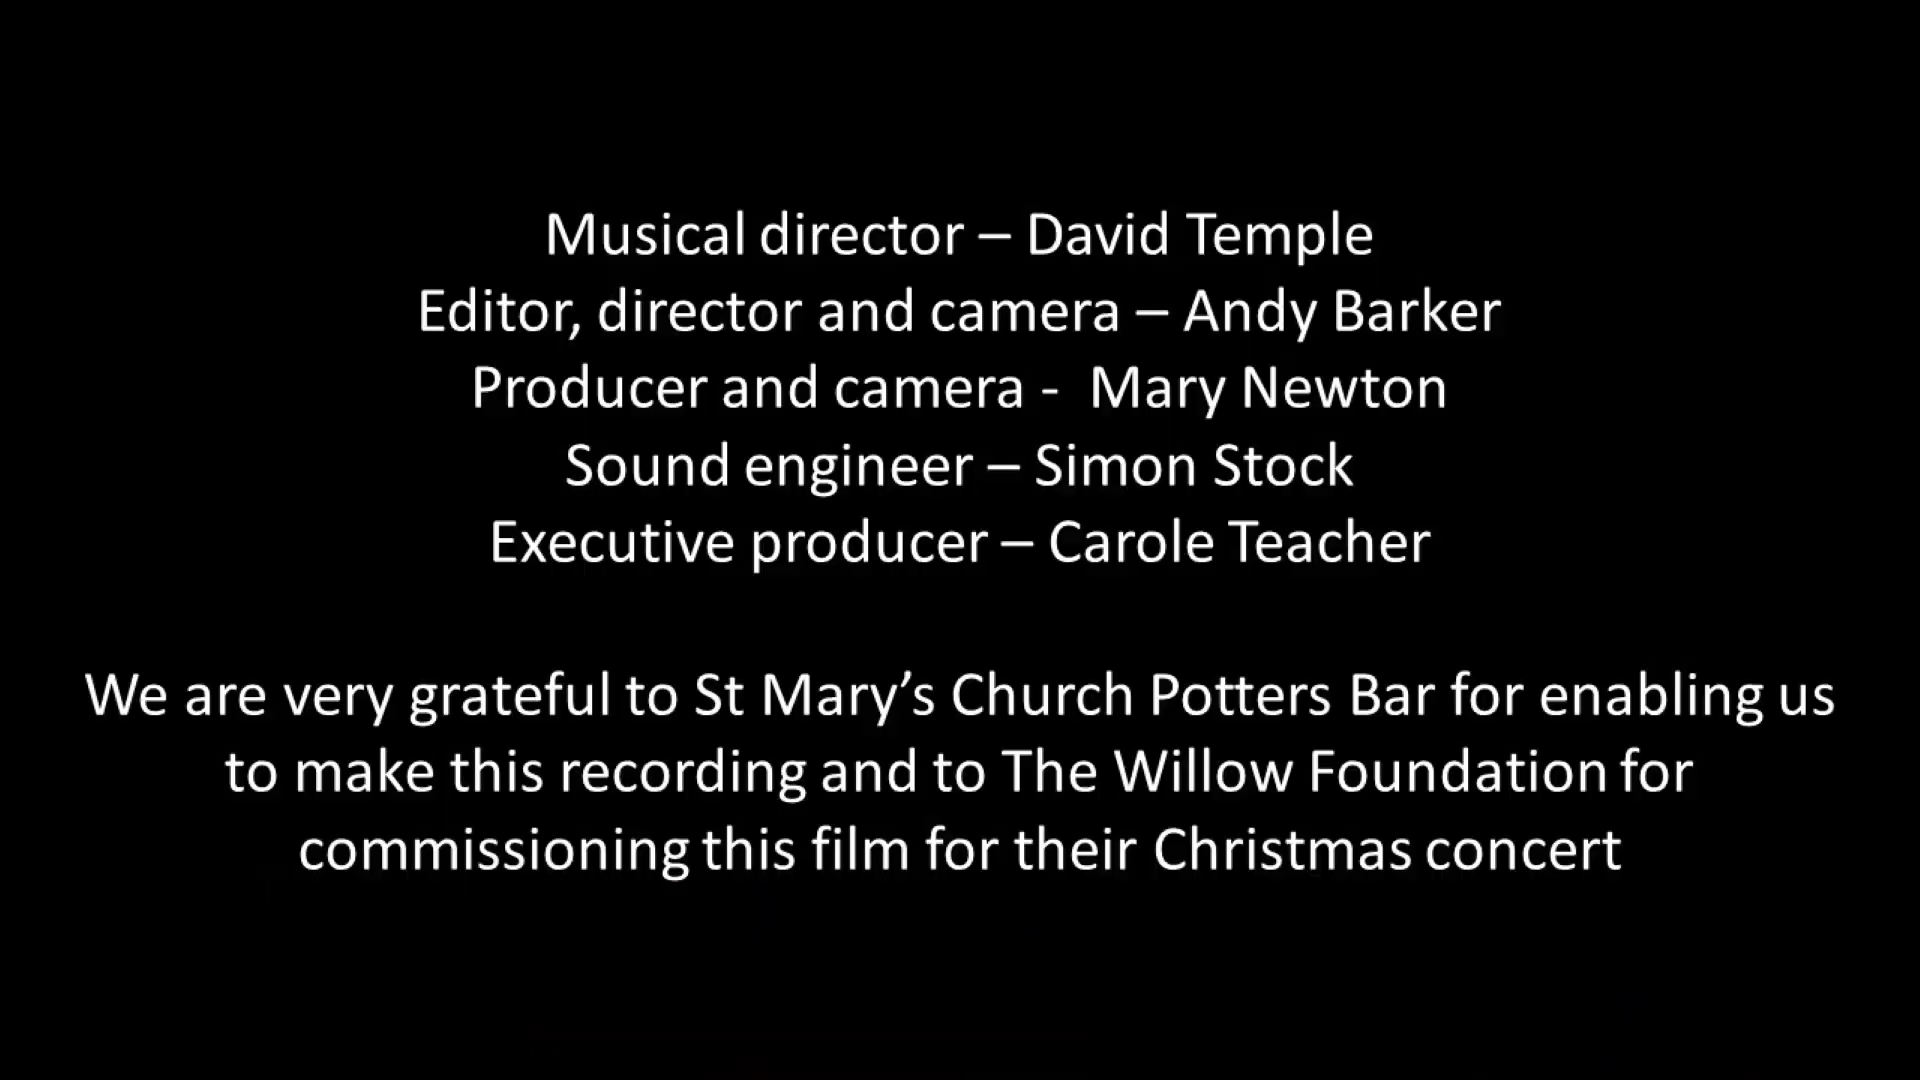 Musical director – David Temple
Editor, director and camera – Andy Barker
Producer and camera -  Mary Newton
Sound engineer – Simon Stock
Executive producer – Carole Teacher
We are very grateful to St Mary’s Church Potters Bar for enabling us
to make this recording and to The Willow Foundation for
commissioning this film for their Christmas concert